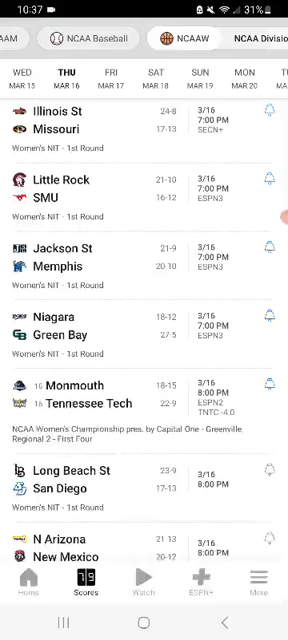 10:37 31%
AAM NCAA Baseball NCAAW NCAA Divisio
WED THU FRI SAT SUN MON TU
MAR 15 MAR 16 MAR 17 MAR 18 MAR 19 MAR 20 M
Illinois St 24-8 3/16
Missouri 17-13 7:00 PM
SECN+
Women's NIT - 1st Round
Little Rock 21-10 3/16
SMU 16-12 7:00 PM
ESPN3
Women's NIT - 1st Round
Jackson St 21-9 3/16
Memphis 20-10 7:00 PM
ESPN3
Women's NIT - 1st Round
Niagara 18-12 3/16
Green Bay 27-5 7:00 PM
ESPN3
Women's NIT - 1st Round
16 Monmouth 18-15 3/16
16 Tennessee Tech 22-9 8:00 PM
ESPN2
TNTC -4.0
NCAA Women's Championship pres. by Capital One - Greenville
Regional 2 - First Four
Long Beach St 23-9 3/16
San Diego 17-13 8:00 PM
Women's NIT - 1st Round
N Arizona 21-13 3/16
New Mexico 20-12 8:00 PM
Home Scores Watch ESPN+ More